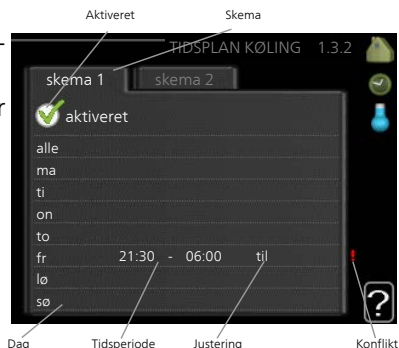 Aktiveret Skema
TIDSPLAN KØLING 1.3.2
skema 1 skema 2
aktiveret
alle
ma
ti
on
to
fr 21:30 - 06:00 til !
lø
sø
?
Dag Tidsperiode Justering Konflikt